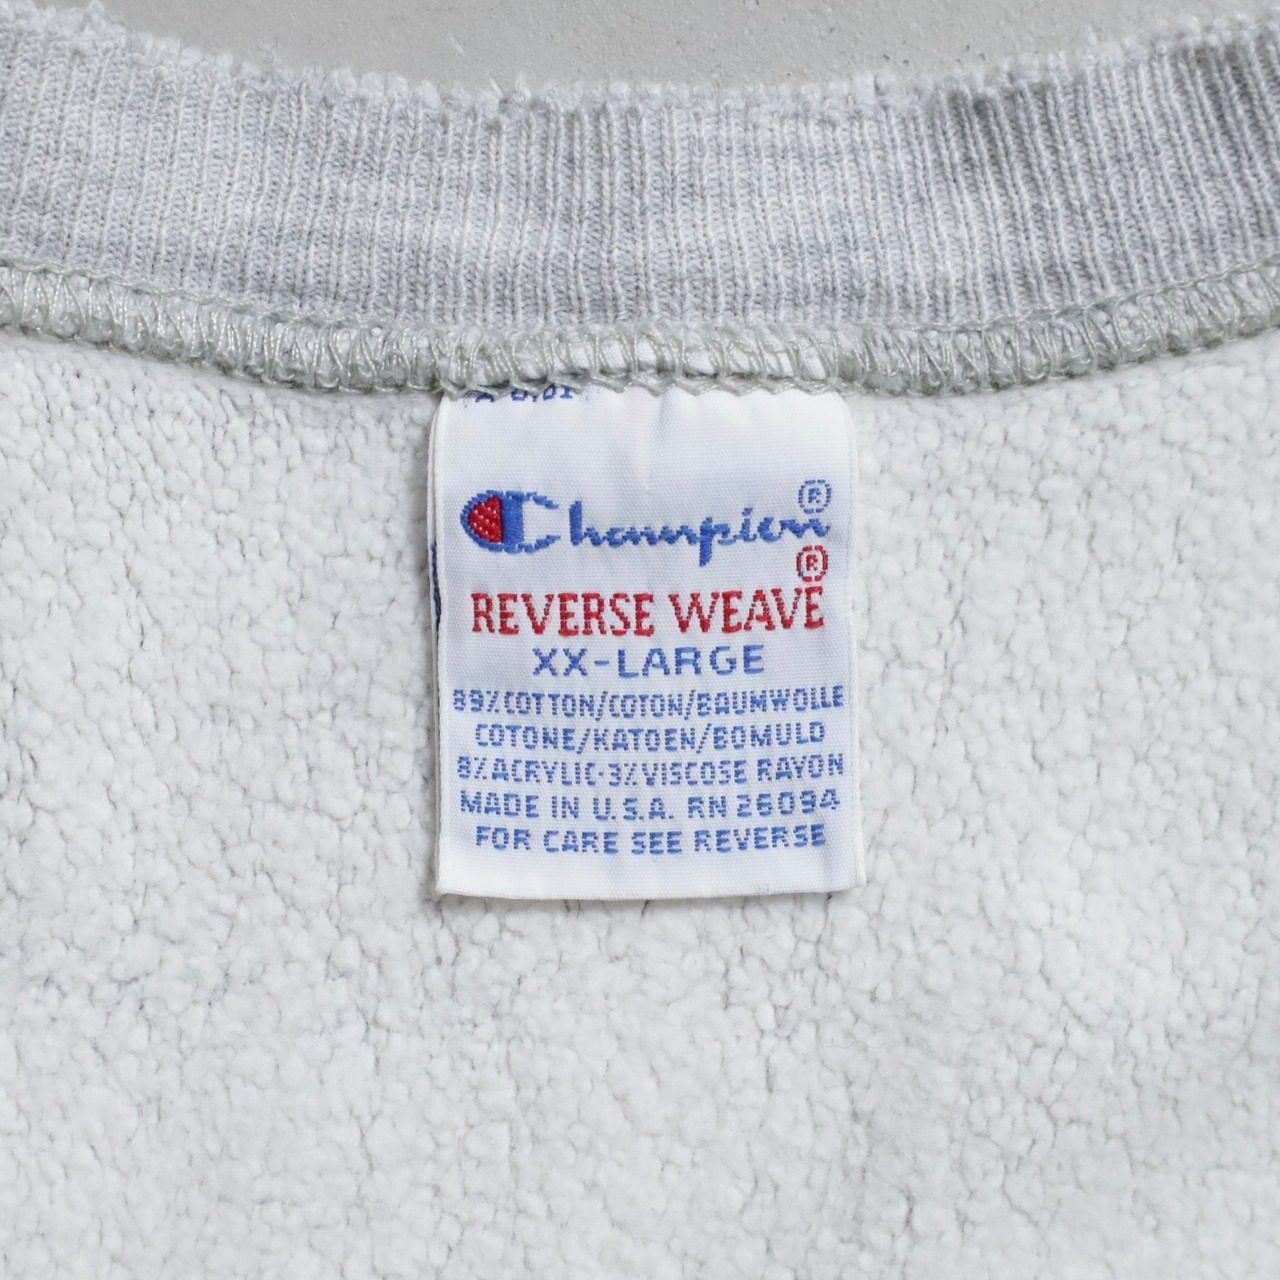 Champion®
REVERSE WEAVE®
XX-LARGE
89%COTTON/COTON/BAUMWOLLE
COTONE/KATOEN/BOMULD
8%ACRYLIC·3%VISCOSE RAYON
MADE IN U.S.A. RN 26094
FOR CARE SEE REVERSE